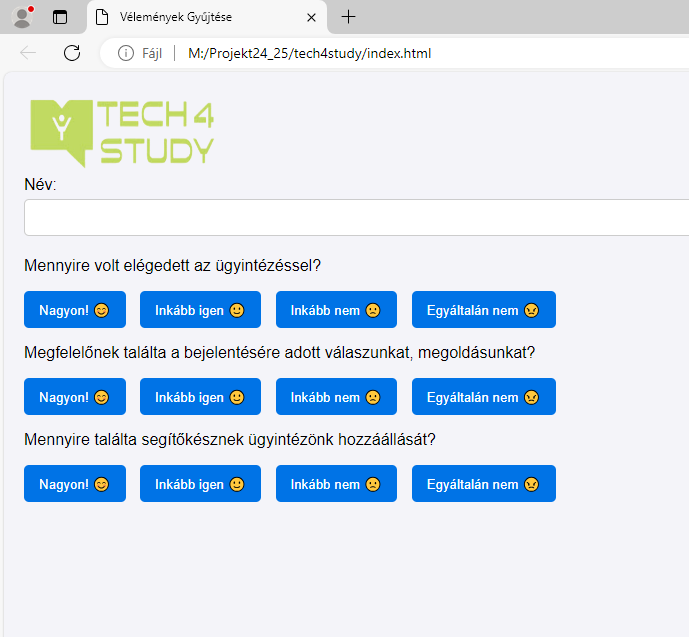 Vélemények Gyűjtése
Fájl M:/Projekt24_25/tech4study/index.html
TECH 4
STUDY
Név:
Mennyire volt elégedett az ügyintézéssel?
Nagyon! 😊 Inkább igen 🙂 Inkább nem 🙁 Egyáltalán nem 😠
Megfelelőnek találta a bejelentésére adott válaszunkat, megoldásunkat?
Nagyon! 😊 Inkább igen 🙂 Inkább nem 🙁 Egyáltalán nem 😠
Mennyire találta segítőkésznek ügyintézönk hozzáállását?
Nagyon! 😊 Inkább igen 🙂 Inkább nem 🙁 Egyáltalán nem 😠